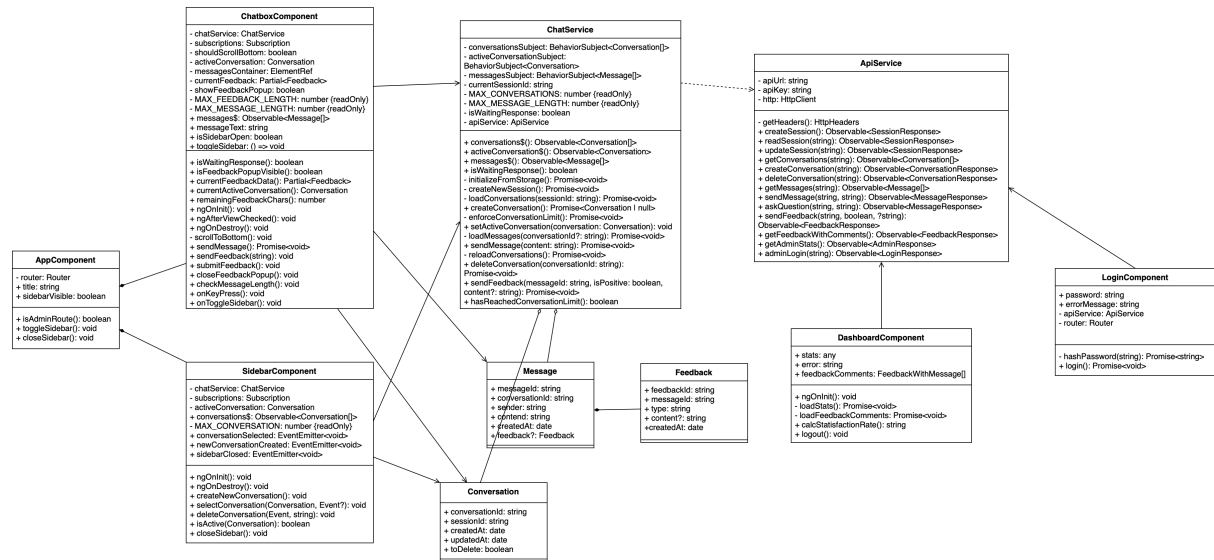 ChatboxComponent
- chatService: ChatService
- subscriptions: Subscription
- shouldScrollBottom: boolean
- activeConversation: Conversation
- messagesContainer: ElementRef
- currentFeedback: Partial<Feedback>
- showFeedbackPopup: boolean
- MAX_FEEDBACK_LENGTH: number {readOnly}
- MAX_MESSAGE_LENGTH: number {readOnly}
+ messages$: Observable<Message[]>
+ messageText: string
+ isSidebarOpen: boolean
+ toggleSidebar: () => void
+ isWaitingResponse(): boolean
+ isFeedbackPopupVisible(): boolean
+ currentFeedbackData(): Partial<Feedback>
+ currentActiveConversation(): Conversation
+ remainingFeedbackChars(): number
+ ngOnInit(): void
+ ngAfterViewChecked(): void
+ ngOnDestroy(): void
- scrollToBottom(): void
+ sendMessage(): Promise<void>
+ sendFeedback(string): void
+ submitFeedback(): void
+ closeFeedbackPopup(): void
+ checkMessageLength(): void
+ onKeyPress(): void
+ onToggleSidebar(): void
ChatService
- conversationsSubject: BehaviorSubject<Conversation[]>
- activeConversationSubject:
BehaviorSubject<Conversation>
- messagesSubject: BehaviorSubject<Message[]>
- currentSessionId: string
- MAX_CONVERSATIONS: number {readOnly}
- MAX_MESSAGE_LENGTH: number {readOnly}
- isWaitingResponse: boolean
- apiService: ApiService
+ conversations$(): Observable<Conversation[]>
+ activeConversation$(): Observable<Conversation>
+ messages$(): Observable<Message[]>
+ isWaitingResponse(): boolean
- initializeFromStorage(): Promise<void>
- createNewSession(): Promise<void>
- loadConversations(sessionId: string): Promise<void>
+ createConversation(): Promise<Conversation | null>
- enforceConversationLimit(): Promise<void>
+ setActiveConversation(conversation: Conversation): void
- loadMessages(conversationId?: string): Promise<void>
+ sendMessage(content: string): Promise<void>
- reloadConversations(): Promise<void>
+ deleteConversation(conversationId: string):
Promise<void>
+ sendFeedback(messageId: string, isPositive: boolean,
content?: string): Promise<void>
+ hasReachedConversationLimit(): boolean
ApiService
- apiUrl: string
- apiKey: string
- http: HttpClient
- getHeaders(): HttpHeaders
+ createSession(): Observable<SessionResponse>
+ readSession(string): Observable<SessionResponse>
+ updateSession(string): Observable<SessionResponse>
+ getConversations(string): Observable<Conversation[]>
+ createConversation(string): Observable<ConversationResponse>
+ deleteConversation(string): Observable<ConversationResponse>
+ getMessages(string): Observable<Message[]>
+ sendMessage(string, string): Observable<MessageResponse>
+ askQuestion(string, string): Observable<MessageResponse>
+ sendFeedback(string, boolean, ?string):
Observable<FeedbackResponse>
+ getFeedbackWithComments(): Observable<FeedbackResponse>
+ getAdminStats(): Observable<AdminResponse>
+ adminLogin(): Observable<LoginResponse>
AppComponent
- router: Router
+ title: string
+ sidebarVisible: boolean
+ isAdminRoute(): boolean
+ toggleSidebar(): void
+ closeSidebar(): void
LoginComponent
+ password: string
+ errorMessage: string
- apiService: ApiService
- router: Router
- hashPassword(string): Promise<string>
+ login(): Promise<void>
DashboardComponent
+ stats: any
+ error: string
+ feedbackComments: FeedbackWithMessage[]
+ ngOnInit(): void
- loadStats(): Promise<void>
- loadFeedbackComments: Promise<void>
+ calcStatisfactionRate(): string
+ logout(): void
SidebarComponent
- chatService: ChatService
- subscriptions: Subscription
- activeConversation: Conversation
+ conversations$: Observable<Conversation[]>
- MAX_CONVERSATION: number {readOnly}
+ conversationSelected: EventEmitter<void>
+ newConversationCreated: EventEmitter<void>
+ sidebarClosed: EventEmitter<void>
+ ngOnInit(): void
+ ngOnDestroy(): void
+ createNewConversation(): void
+ selectConversation(Conversation, Event?): void
+ deleteConversation(Event, string): void
+ isActive(Conversation): boolean
+ closeSidebar(): void
Message
+ messageId: string
+ conversationId: string
+ sender: string
+ contend: string
+ createdAt: date
+ feedback?: Feedback
Feedback
+ feedbackId: string
+ messageId: string
+ type: string
+ content?: string
+createdAt: date
Conversation
+ conversationId: string
+ sessionId: string
+ createdAt: date
+ updatedAt: date
+ toDelete: boolean